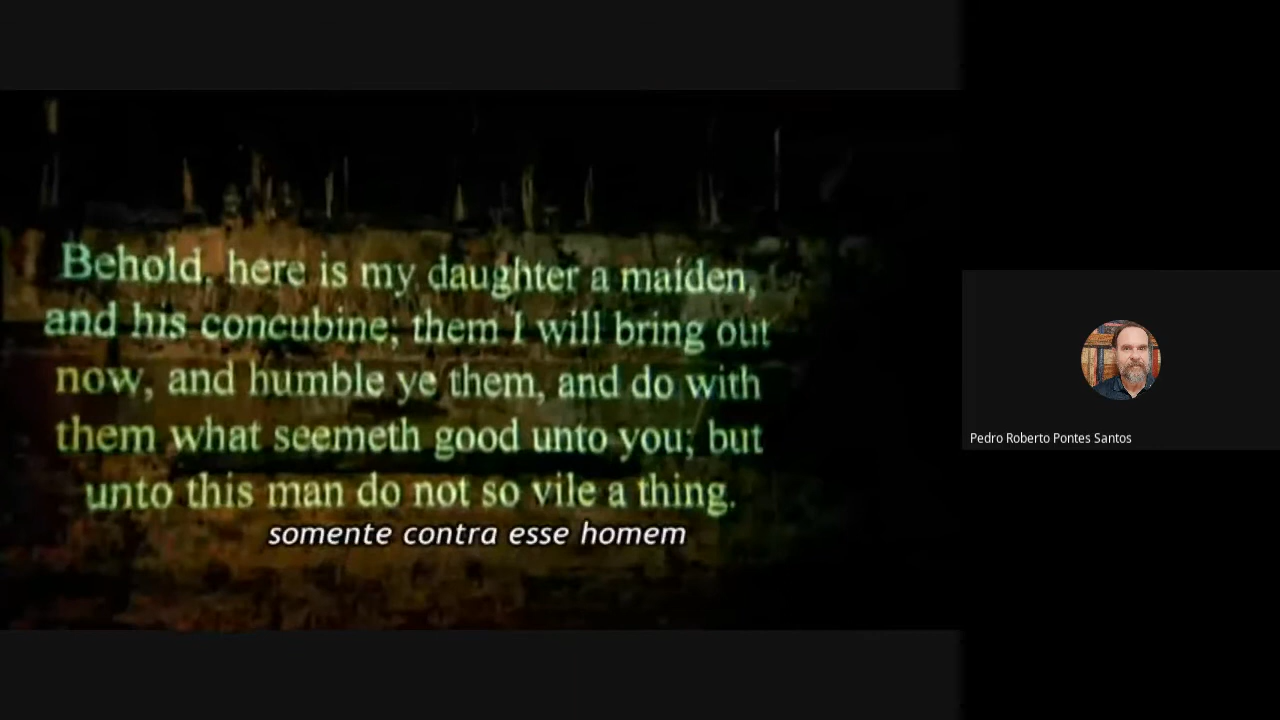 Behold, here is my daughter a maiden,
and his concubine; them I will bring out
now, and humble ye them, and do with
them what seemeth good unto you; but
unto this man do not so vile a thing.
somente contra esse homem
Pedro Roberto Pontes Santos